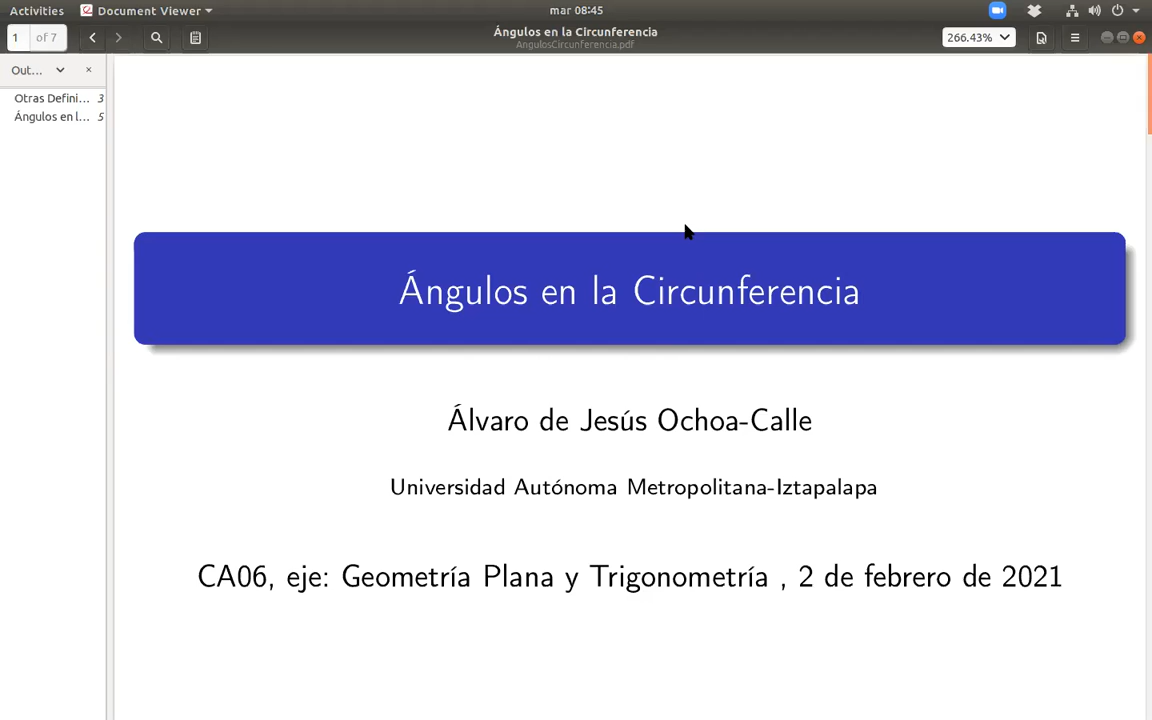 Activities Document Viewer mar 08:45
1 of 7 Ángulos en la Circunferencia 266.43%
AngulosCircunferencia.pdf
Out...
Otras Defini... 3
Ángulos en l... 5
Ángulos en la Circunferencia
Álvaro de Jesús Ochoa-Calle
Universidad Autónoma Metropolitana-Iztapalapa
CA06, eje: Geometría Plana y Trigonometría , 2 de febrero de 2021